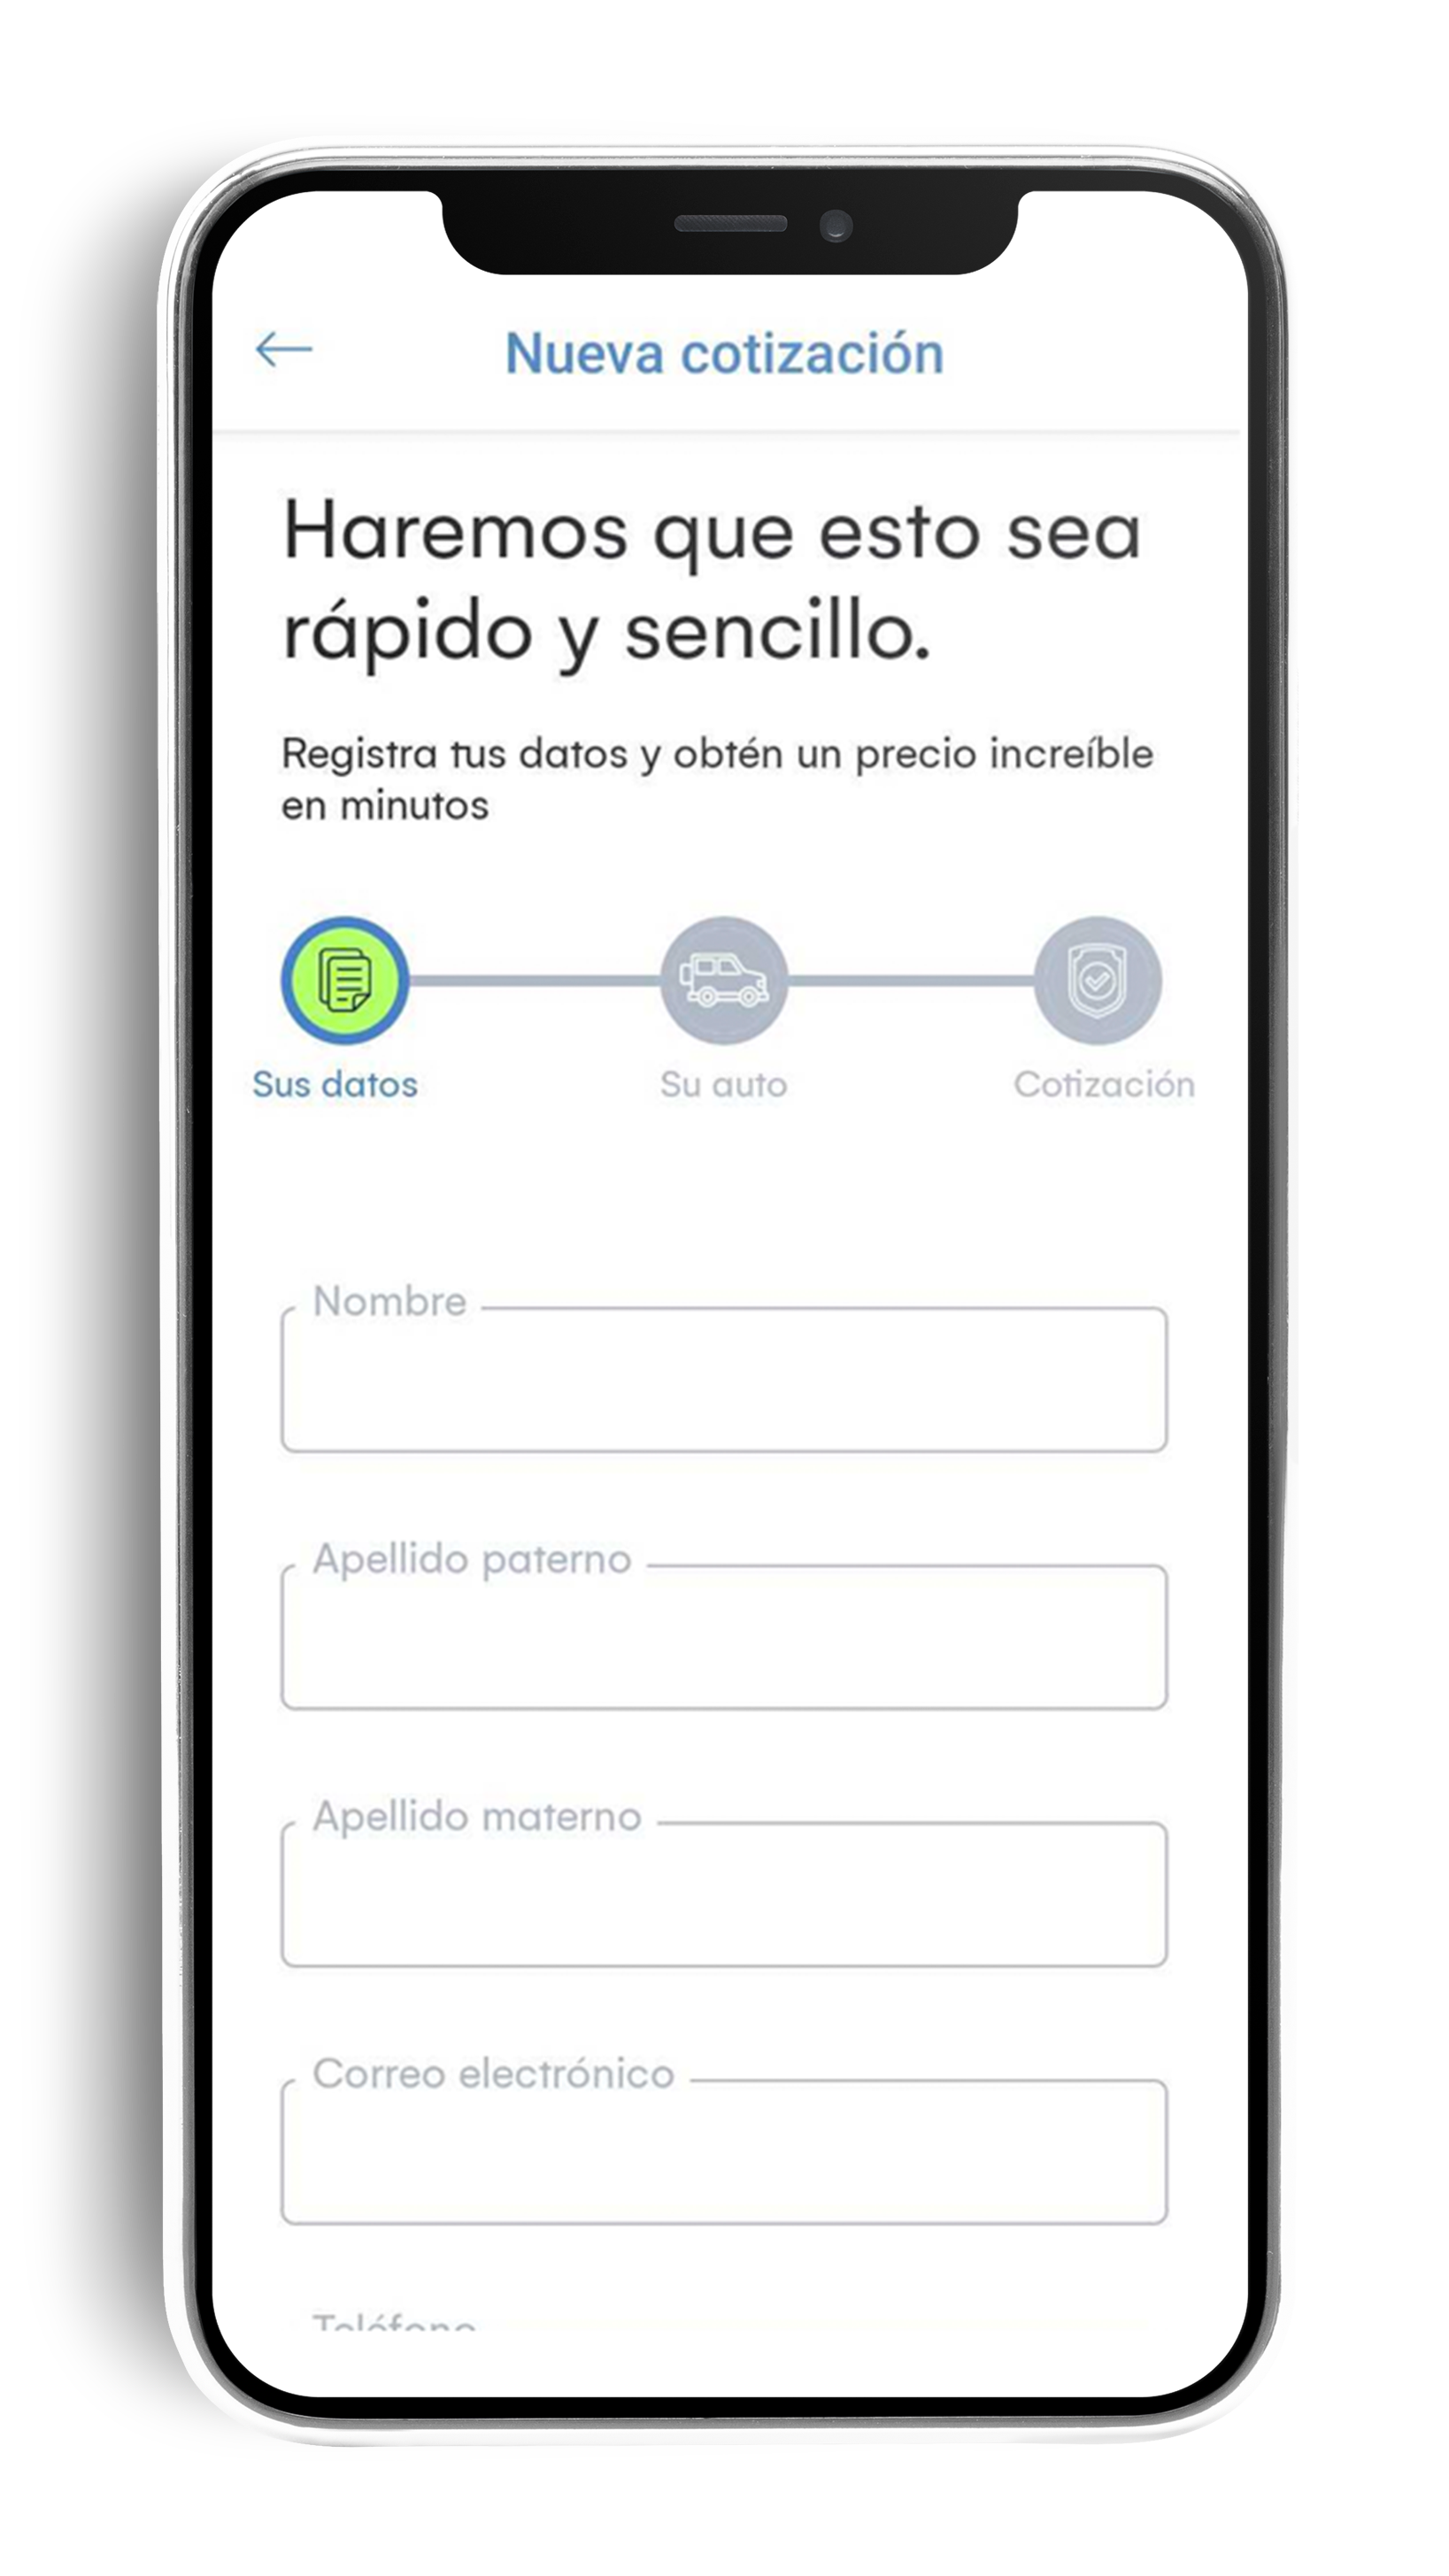 Nueva cotización
Haremos que esto sea
rápido y sencillo.
Registra tus datos y obtén un precio increíble
en minutos
Sus datos
Su auto
Cotización
Nombre
Apellido paterno
Apellido materno
Correo electrónico
Teléfono